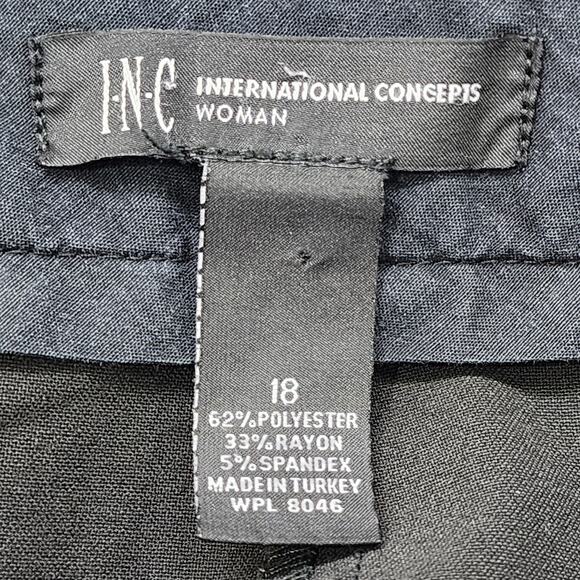 I·N·C INTERNATIONAL CONCEPTS
WOMAN
18
62% POLYESTER
33% RAYON
5% SPANDEX
MADE IN TURKEY
WPL 8046